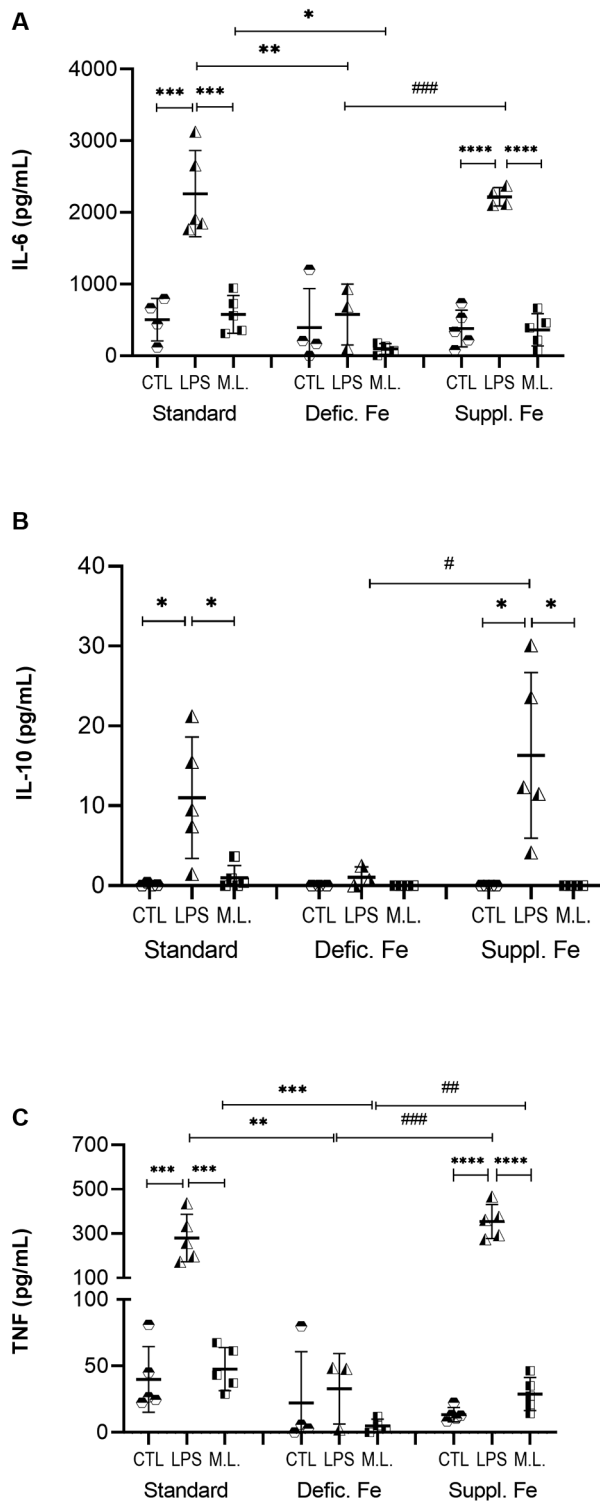 A
*
**
###
4000
*** ***
**** ****
3000
2000
1000
0
IL-6 (pg/mL)
CTL LPS M.L. CTL LPS M.L. CTL LPS M.L.
Standard Defic. Fe Suppl. Fe
B
40
#
* * * *
30
20
10
0
IL-10 (pg/mL)
CTL LPS M.L. CTL LPS M.L. CTL LPS M.L.
Standard Defic. Fe Suppl. Fe
C
*** ##
** ###
700
*** *** **** ****
500
300
100
100
50
0
TNF (pg/mL)
CTL LPS M.L. CTL LPS M.L. CTL LPS M.L.
Standard Defic. Fe Suppl. Fe